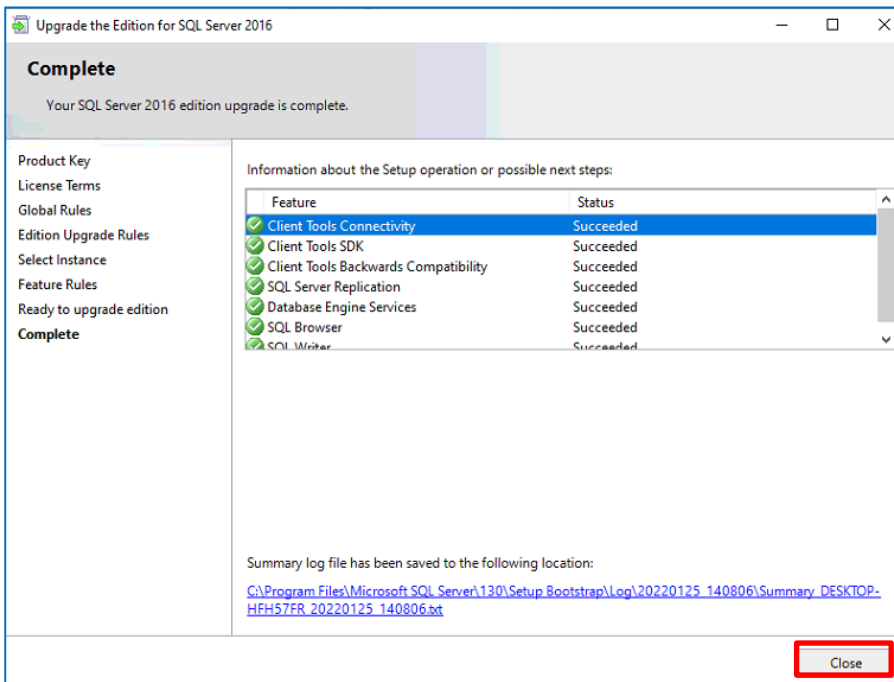 Upgrade the Edition for SQL Server 2016
Complete
Your SQL Server 2016 edition upgrade is complete.
Product Key
License Terms
Global Rules
Edition Upgrade Rules
Select Instance
Feature Rules
Ready to upgrade edition
Complete
Information about the Setup operation or possible next steps:
Feature Status
Client Tools Connectivity Succeeded
Client Tools SDK Succeeded
Client Tools Backwards Compatibility Succeeded
SQL Server Replication Succeeded
Database Engine Services Succeeded
SQL Browser Succeeded
SQL Writer Succeeded
Summary log file has been saved to the following location:
C:\Program Files\Microsoft SQL Server\130\Setup Bootstrap\Log\20220125_140806\Summary_DESKTOP-
HFH57FR_20220125_140806.txt
Close